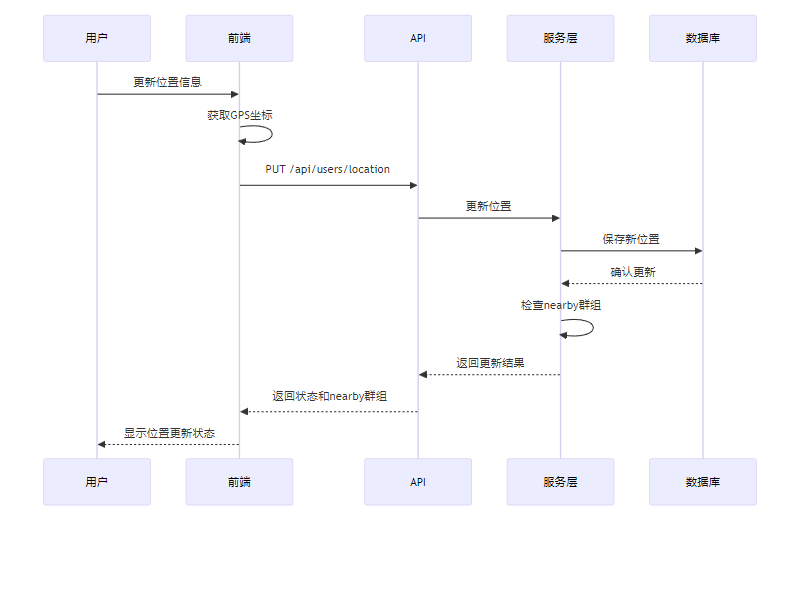 用户
前端
API
服务层
数据库
更新位置信息
获取GPS坐标
PUT /api/users/location
更新位置
保存新位置
确认更新
检查nearby群组
返回更新结果
返回状态和nearby群组
显示位置更新状态
用户
前端
API
服务层
数据库